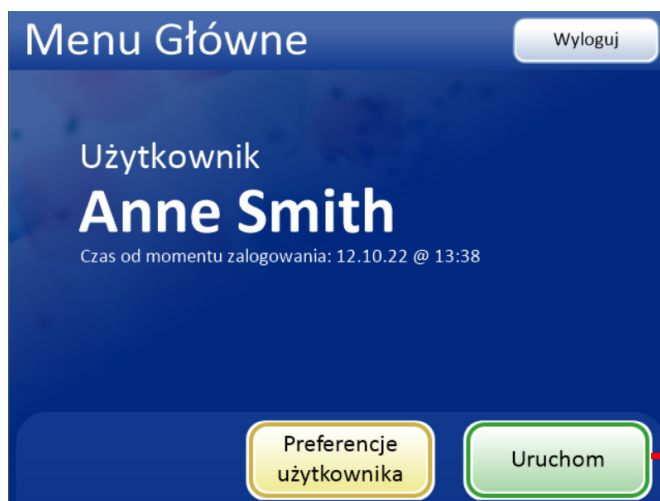 Menu Główne
Wyloguj
Użytkownik
Anne Smith
Czas od momentu zalogowania: 12.10.22 @ 13:38
Preferencje
użytkownika
Uruchom